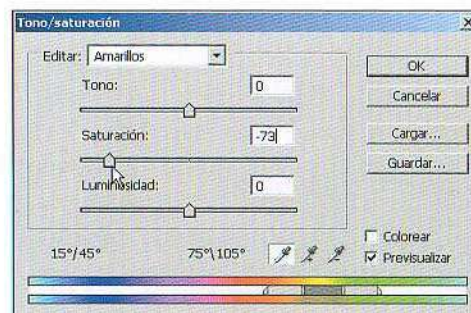 Tono/saturación
Editar: Amarillos
OK
Tono: 0
Cancelar
Saturación: -73
Cargar...
Guardar...
Luminosidad: 0
Colorear
15°/45° 75°\105°
Previsualizar